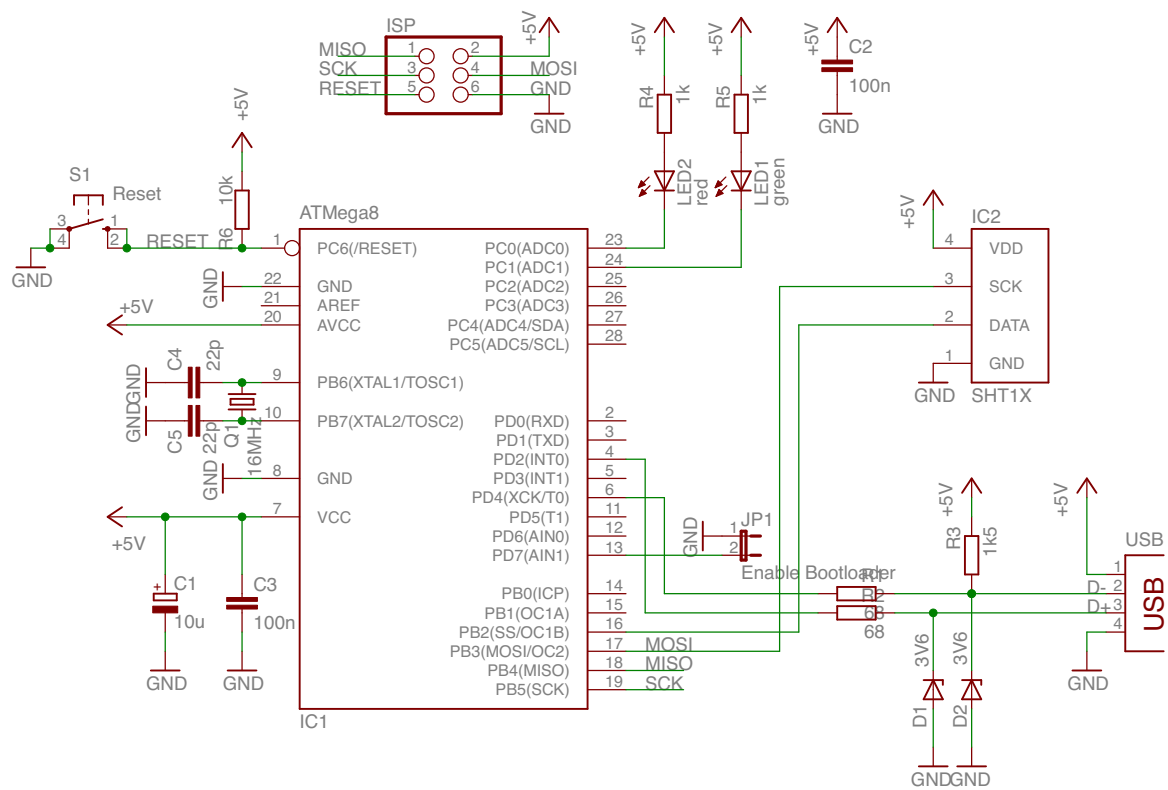 ISP
MISO 1 2 +5V
SCK 3 4 MOSI
RESET 5 6 GND
GND
+5V
R4
1k
LED2
red
+5V
R5
1k
LED1
green
+5V
C2
100n
GND
+5V
10k
R6
S1
Reset
3 1
4 2
RESET
GND
ATMega8
1 PC6(/RESET)
GND 22 GND
21 AREF
+5V 20 AVCC
C4
22p
GND
9 PB6(XTAL1/TOSC1)
GND
C5
22p
Q1
16MHz
10 PB7(XTAL2/TOSC2)
GND 8 GND
7 VCC
+5V
+
C1
10u
GND
C3
100n
GND
PC0(ADC0) 23
PC1(ADC1) 24
PC2(ADC2) 25
PC3(ADC3) 26
PC4(ADC4/SDA) 27
PC5(ADC5/SCL) 28
PD0(RXD) 2
PD1(TXD) 3
PD2(INT0) 4
PD3(INT1) 5
PD4(XCK/T0) 6
PD5(T1) 11
PD6(AIN0) 12
PD7(AIN1) 13
PB0(ICP) 14
PB1(OC1A) 15
PB2(SS/OC1B) 16
PB3(MOSI/OC2) 17 MOSI
PB4(MISO) 18 MISO
PB5(SCK) 19 SCK
IC1
+5V
IC2
4 VDD
3 SCK
2 DATA
1 GND
GND
SHT1X
GND
1 JP1
2
Enable Bootloader
R1
R2
68
68
+5V
R3
1k5
+5V
USB
1
D- 2
D+ 3
4
USB
GND
3V6
D1
GND
3V6
D2
GND